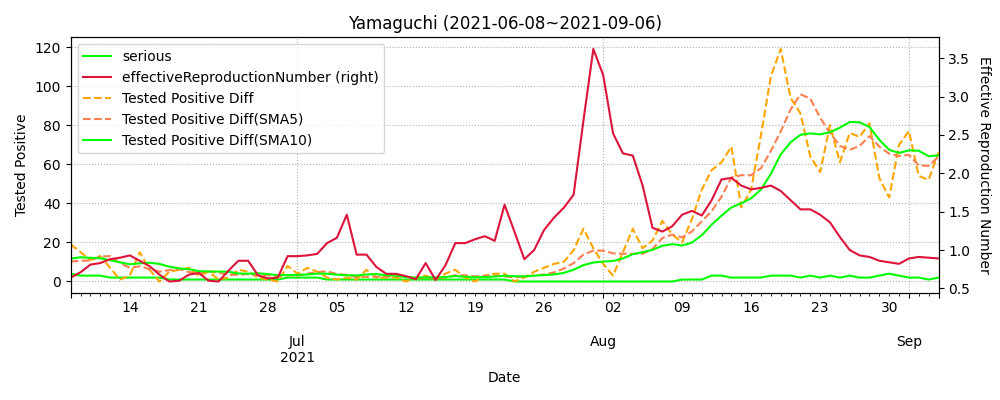 Yamaguchi (2021-06-08~2021-09-06)
serious
effectiveReproductionNumber (right)
Tested Positive Diff
Tested Positive Diff(SMA5)
Tested Positive Diff(SMA10)
Tested Positive
120
100
80
60
40
20
0
3.5
3.0
2.5
2.0
1.5
1.0
0.5
Effective Reproduction Number
14 21 28 05 12 19 26 02 09 16 23 30
Jul Aug Sep
2021
Date